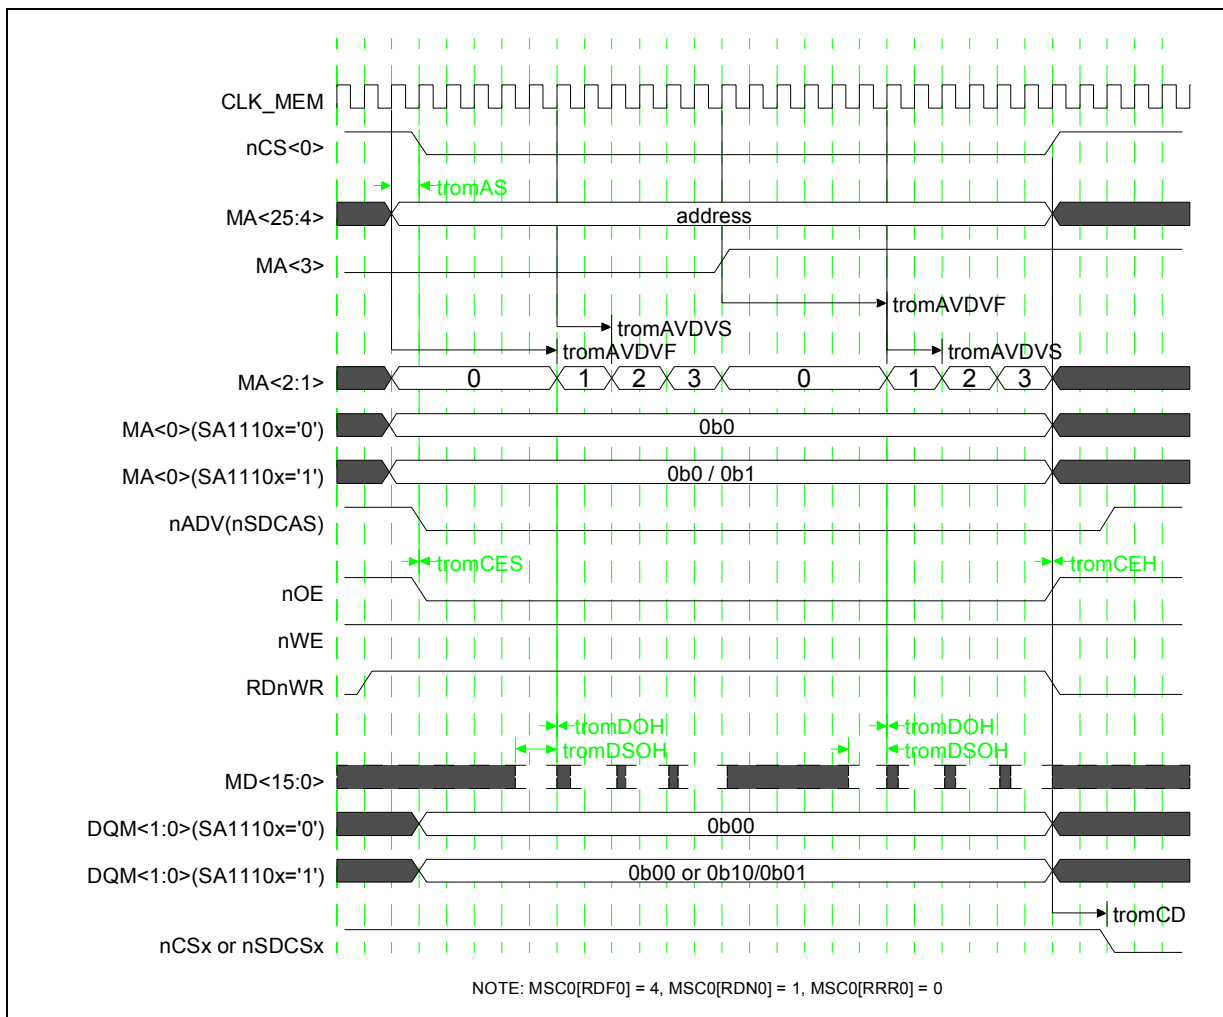 CLK_MEM
nCS<0>
tromAS
MA<25:4>
address
MA<3>
tromAVDVF
tromAVDVS
tromAVDVF
tromAVDVS
MA<2:1>
0 1 2 3 0 1 2 3
MA<0>(SA1110x='0')
0b0
MA<0>(SA1110x='1')
0b0 / 0b1
nADV(nSDCAS)
tromCES
tromCEH
nOE
nWE
RDnWR
tromDOH
tromDOH
tromDSOH
tromDSOH
MD<15:0>
DQM<1:0>(SA1110x='0')
0b00
DQM<1:0>(SA1110x='1')
0b00 or 0b10/0b01
tromCD
nCSx or nSDCSx
NOTE: MSC0[RDF0] = 4, MSC0[RDN0] = 1, MSC0[RRR0] = 0